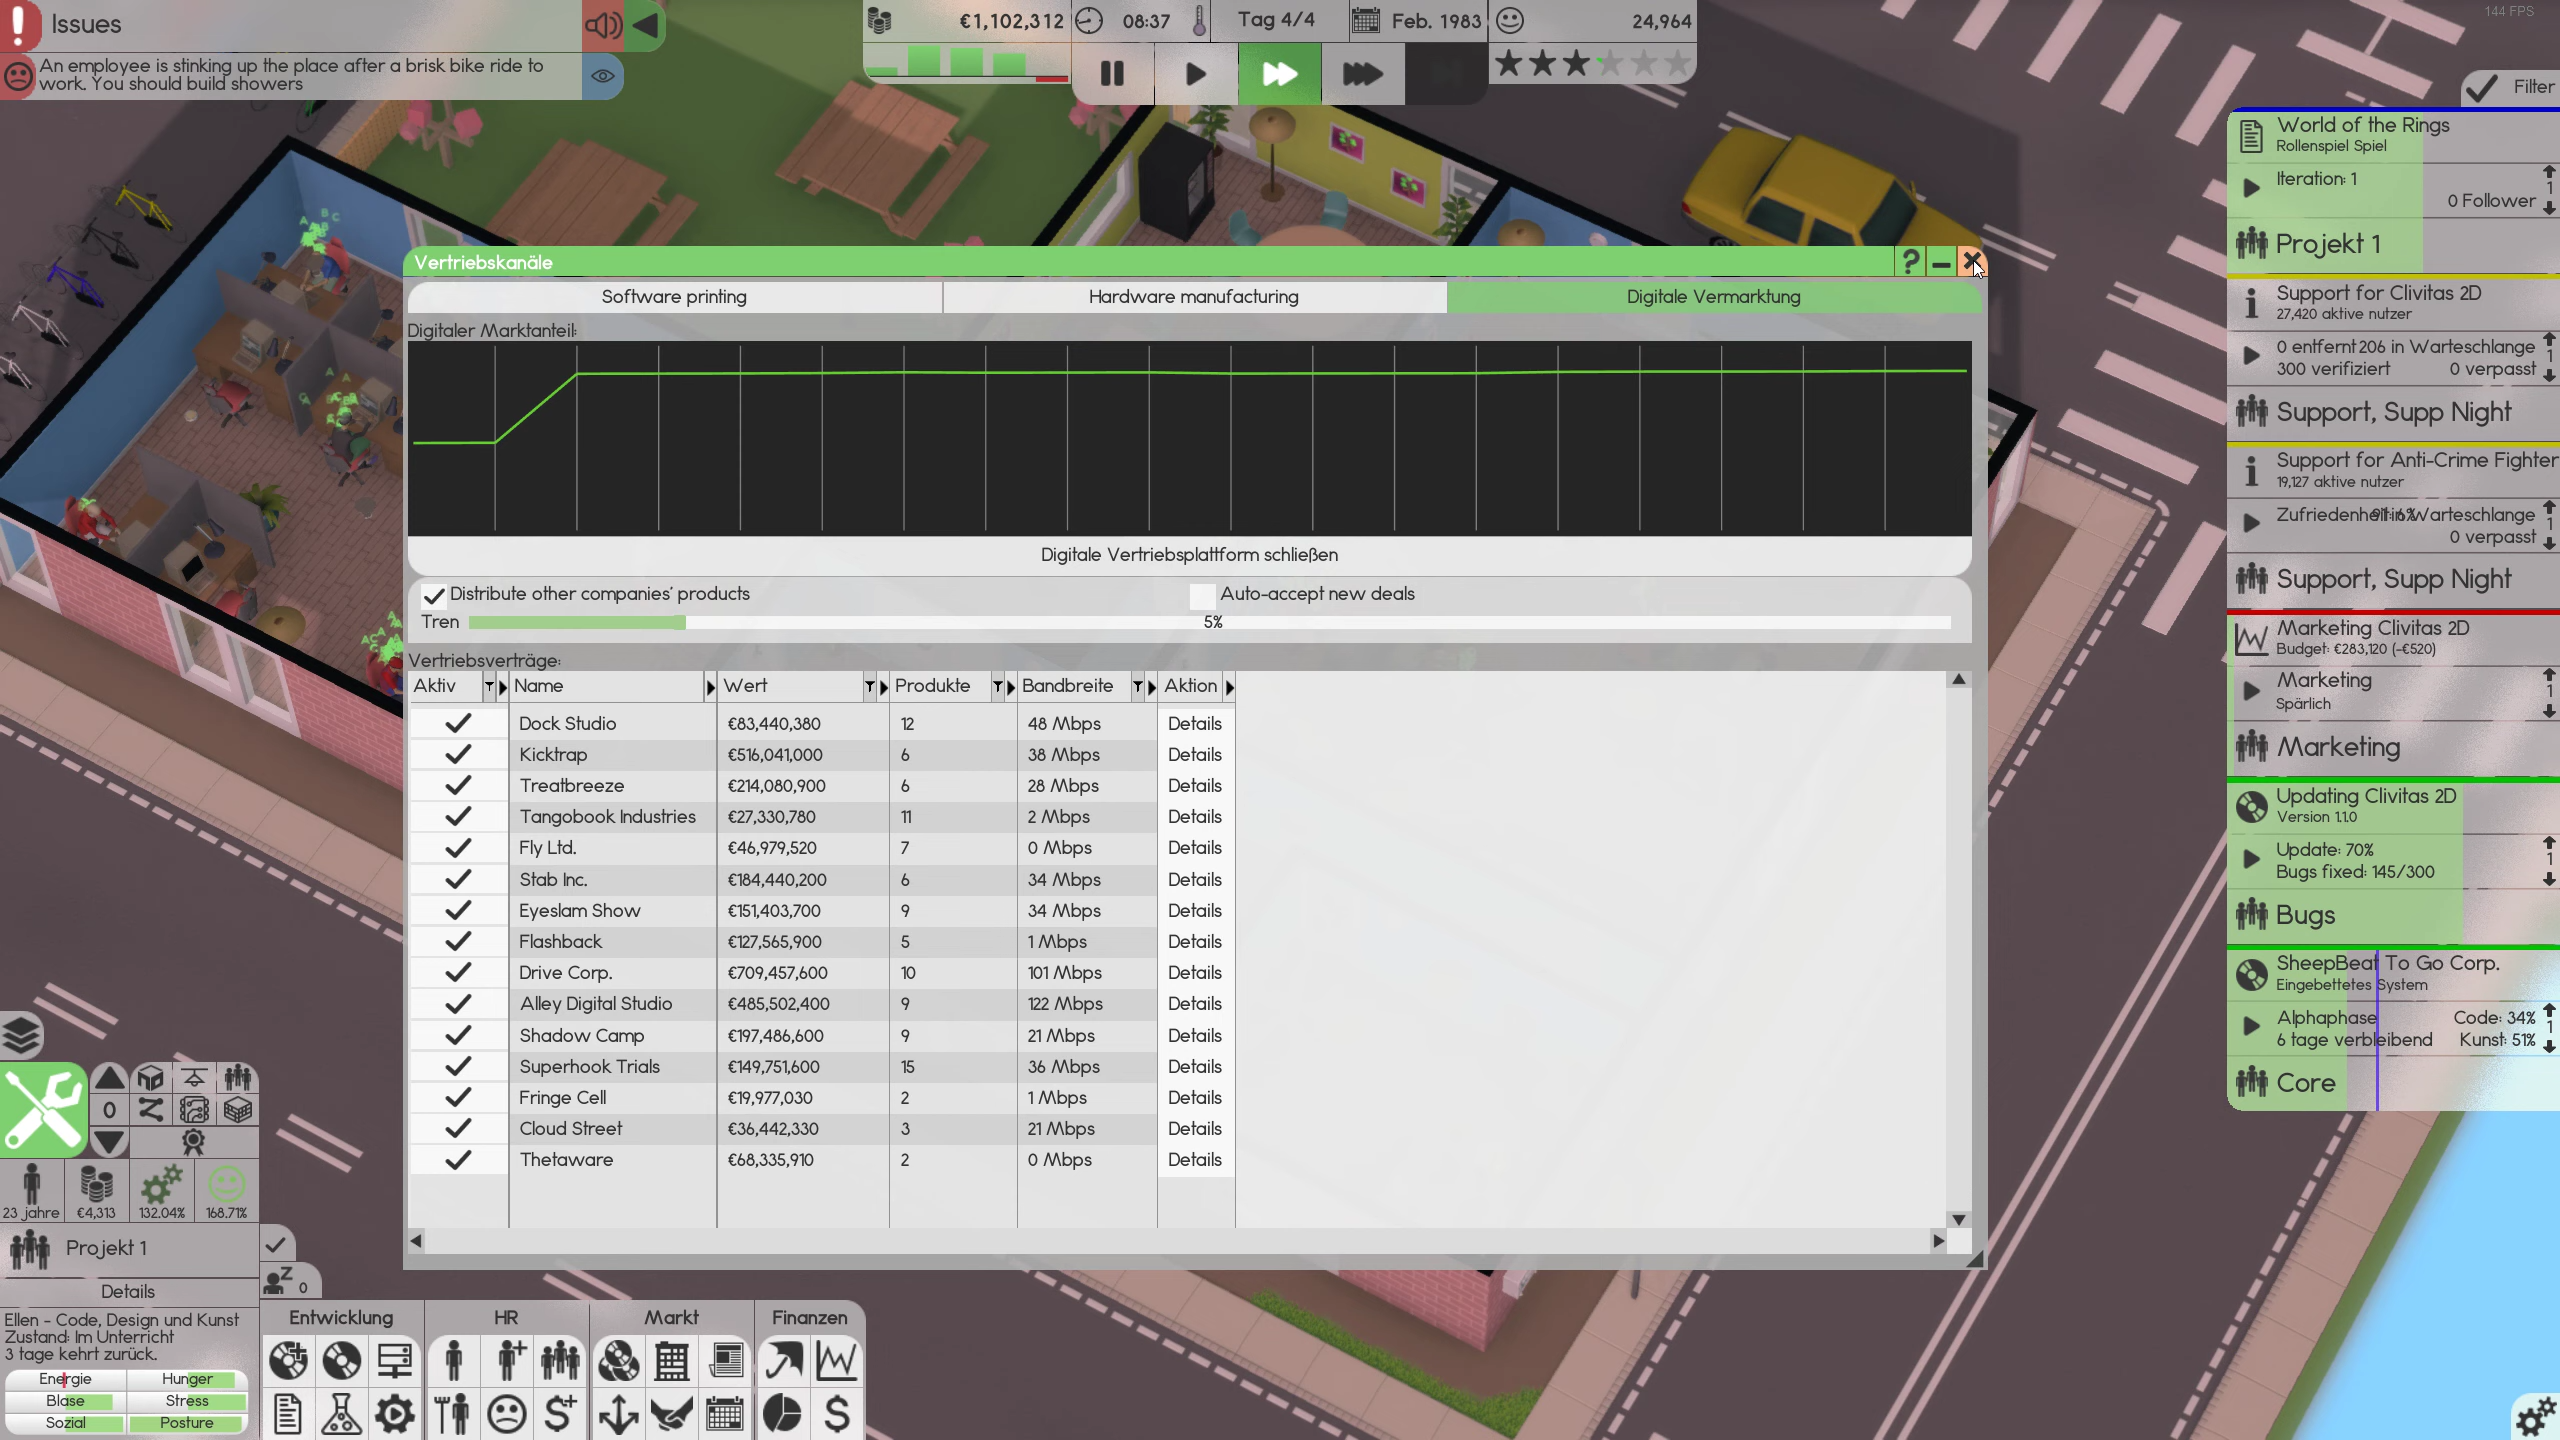 Issues
An employee is stinking up the place after a brisk bike ride to
work. You should build showers
€1,102,312
08:37
Tag 4/4
Feb. 1983
24,964
144 FPS
Filter
Vertriebskanäle
Software printing
Hardware manufacturing
Digitale Vermarktung
Digitaler Marktanteil:
Digitale Vertriebsplattform schließen
Distribute other companies' products
Auto-accept new deals
Tren
5%
Vertriebsverträge:
Aktiv Name Wert Produkte Bandbreite Aktion
Dock Studio €83,440,380 12 48 Mbps Details
Kicktrap €516,041,000 6 38 Mbps Details
Treatbreeze €214,080,900 6 28 Mbps Details
Tangobook Industries €27,330,780 11 2 Mbps Details
Fly Ltd. €46,979,520 7 0 Mbps Details
Stab Inc. €184,440,200 6 34 Mbps Details
Eyeslam Show €151,403,700 9 34 Mbps Details
Flashback €127,565,900 5 1 Mbps Details
Drive Corp. €709,457,600 10 101 Mbps Details
Alley Digital Studio €485,502,400 9 122 Mbps Details
Shadow Camp €197,486,600 9 21 Mbps Details
Superhook Trials €149,751,600 15 36 Mbps Details
Fringe Cell €19,977,030 2 1 Mbps Details
Cloud Street €36,442,330 3 21 Mbps Details
Thetaware €68,335,910 2 0 Mbps Details
World of the Rings
Rollenspiel Spiel
Iteration: 1
1
0 Follower
Projekt 1
Support for Clivitas 2D
27,420 aktive nutzer
0 entfernt 206 in Warteschlange
1
300 verifiziert 0 verpasst
Support, Supp Night
Support for Anti-Crime Fighter
19,127 aktive nutzer
Zufriedenheit: Warteschlange
1
0 verpasst
Support, Supp Night
Marketing Clivitas 2D
Budget: €283,120 (-€520)
Marketing
1
Spärlich
Marketing
Updating Clivitas 2D
Version 1.1.0
Update: 70%
1
Bugs fixed: 145/300
Bugs
SheepBeat To Go Corp.
Eingebettetes System
Alphaphase Code: 34%
1
6 tage verbleibend Kunst: 51%
Core
0
23 jahre
€4,313
132.04%
168.71%
Projekt 1
Details
Ellen - Code, Design und Kunst
Zustand: Im Unterricht
3 tage kehrt zurück.
Energie Hunger
Blase Stress
Sozial Posture
Z 0
Entwicklung
HR
Markt
Finanzen